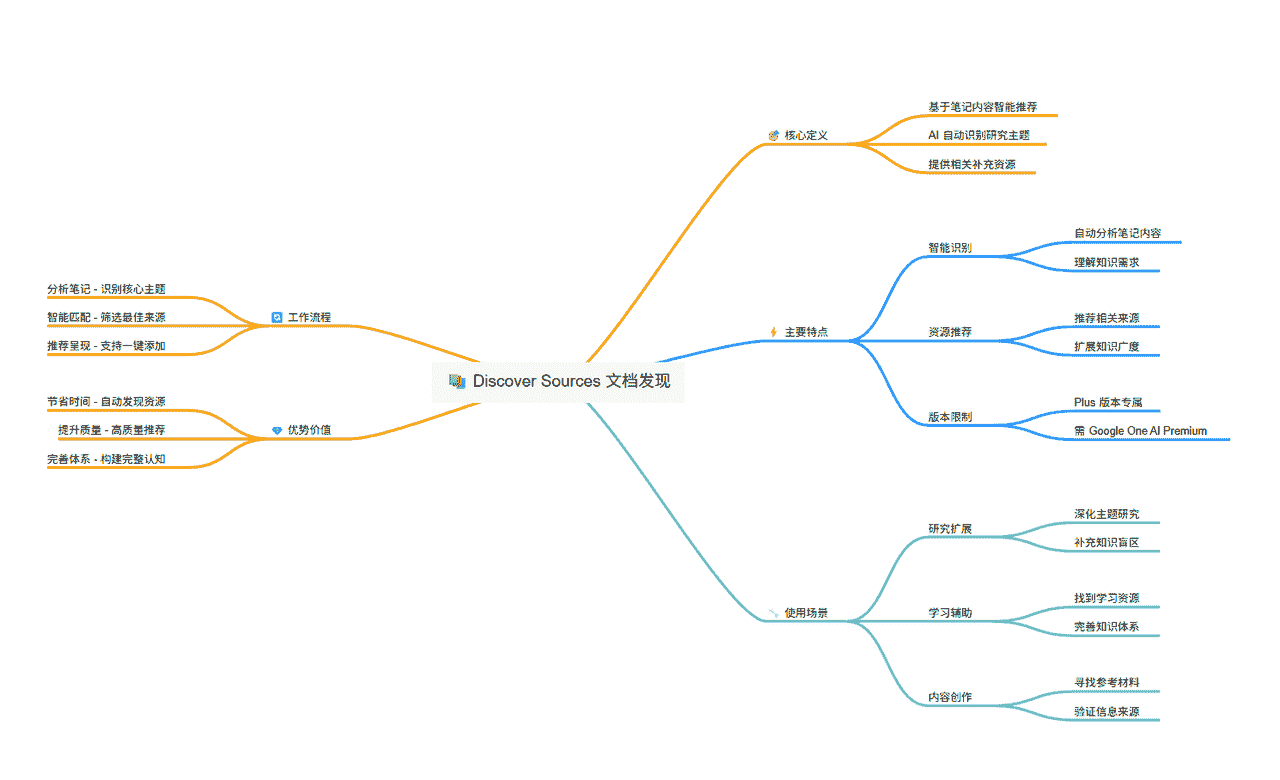 Discover Sources 文档发现
核心定义
基于笔记内容智能推荐
AI 自动识别研究主题
提供相关补充资源
主要特点
智能识别
自动分析笔记内容
理解知识需求
资源推荐
推荐相关来源
扩展知识广度
版本限制
Plus 版本专属
需 Google One AI Premium
使用场景
研究扩展
深化主题研究
补充知识盲区
学习辅助
找到学习资源
完善知识体系
内容创作
寻找参考材料
验证信息来源
工作流程
分析笔记 - 识别核心主题
智能匹配 - 筛选最佳来源
推荐呈现 - 支持一键添加
优势价值
节省时间 - 自动发现资源
提升质量 - 高质量推荐
完善体系 - 构建完整认知